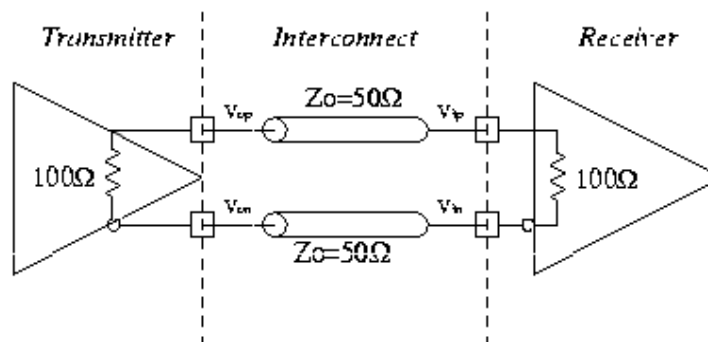 Transmitter Interconnect Receiver
Zo=50Ω
Vop Vip
100Ω 100Ω
Von Vin
Zo=50Ω